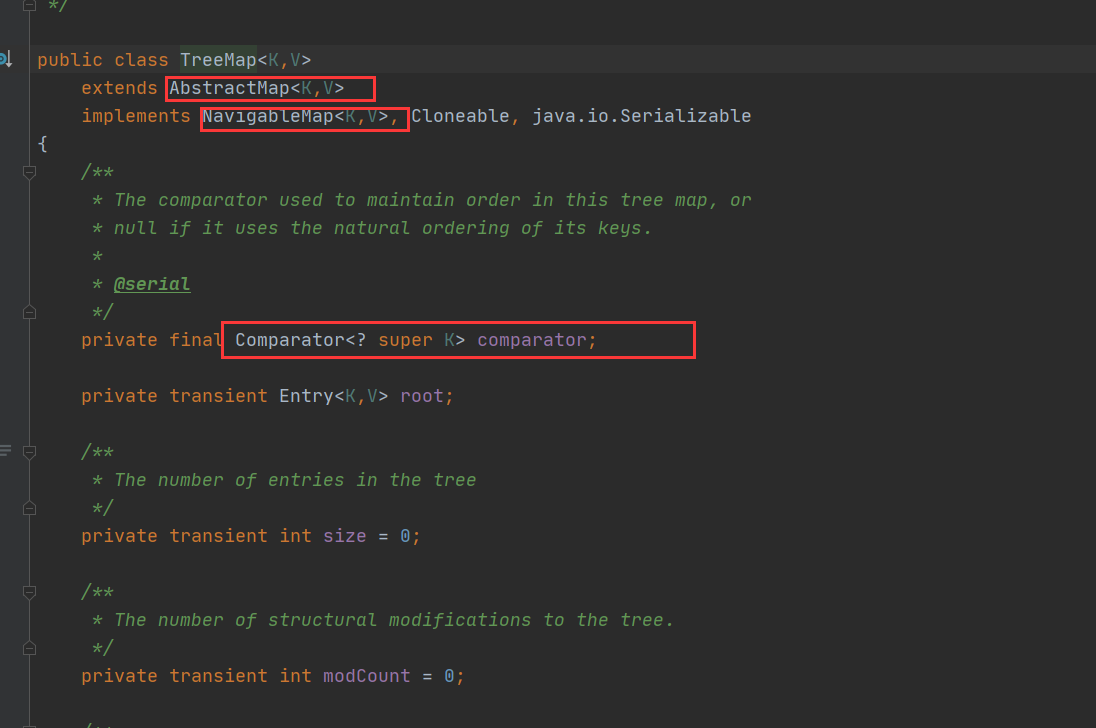 */
public class TreeMap<K,V>
extends AbstractMap<K,V>
implements NavigableMap<K,V>, Cloneable, java.io.Serializable
{
/**
* The comparator used to maintain order in this tree map, or
* null if it uses the natural ordering of its keys.
*
* @serial
*/
private final Comparator<? super K> comparator;
private transient Entry<K,V> root;
/**
* The number of entries in the tree
*/
private transient int size = 0;
/**
* The number of structural modifications to the tree.
*/
private transient int modCount = 0;
/**